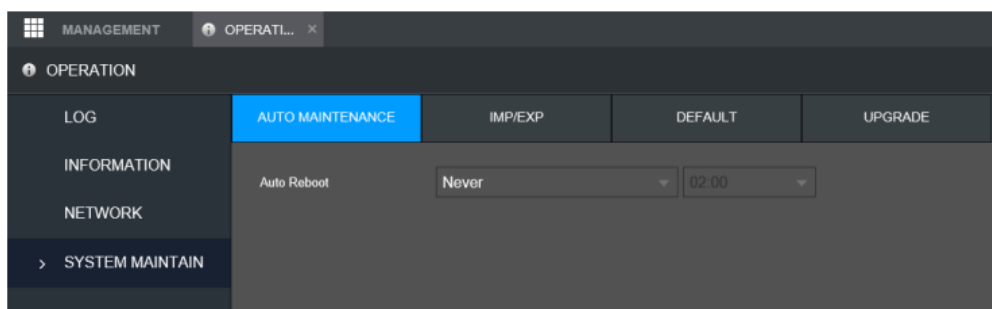 MANAGEMENT OPERATI... ×
OPERATION
LOG
AUTO MAINTENANCE IMP/EXP DEFAULT UPGRADE
INFORMATION
Auto Reboot Never 02:00
NETWORK
> SYSTEM MAINTAIN